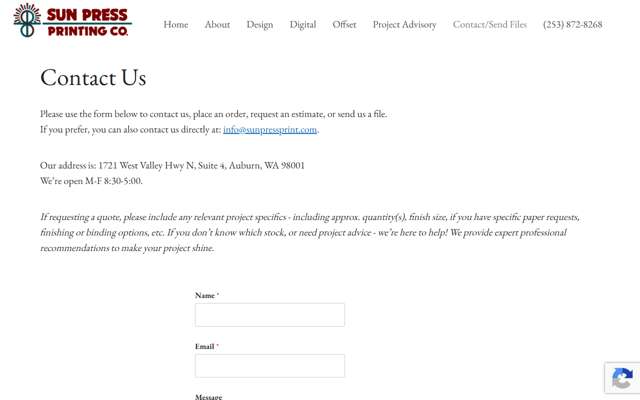 SUN PRESS
PRINTING CO.
Home About Design Digital Offset Project Advisory Contact/Send Files (253) 872-8268
Contact Us
Please use the form below to contact us, place an order, request an estimate, or send us a file.
If you prefer, you can also contact us directly at: info@sunpressprint.com.
Our address is: 1721 West Valley Hwy N, Suite 4, Auburn, WA 98001
We're open M-F 8:30-5:00.
If requesting a quote, please include any relevant project specifics - including approx. quantity(s), finish size, if you have specific paper requests,
finishing or binding options, etc. If you don't know which stock, or need project advice - we're here to help! We provide expert professional
recommendations to make your project shine.
Name *
Email *
Message